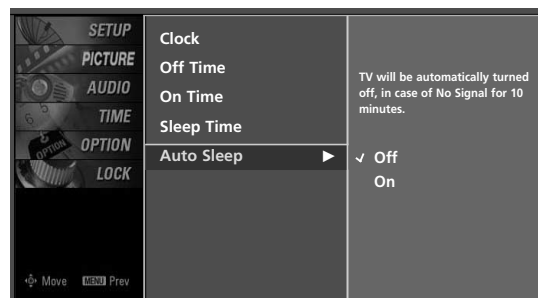 SETUP
PICTURE
AUDIO
TIME
OPTION
LOCK
Move MENU Prev
Clock
Off Time
On Time
Sleep Time
Auto Sleep
TV will be automatically turned
off, in case of No Signal for 10
minutes.
Off
On